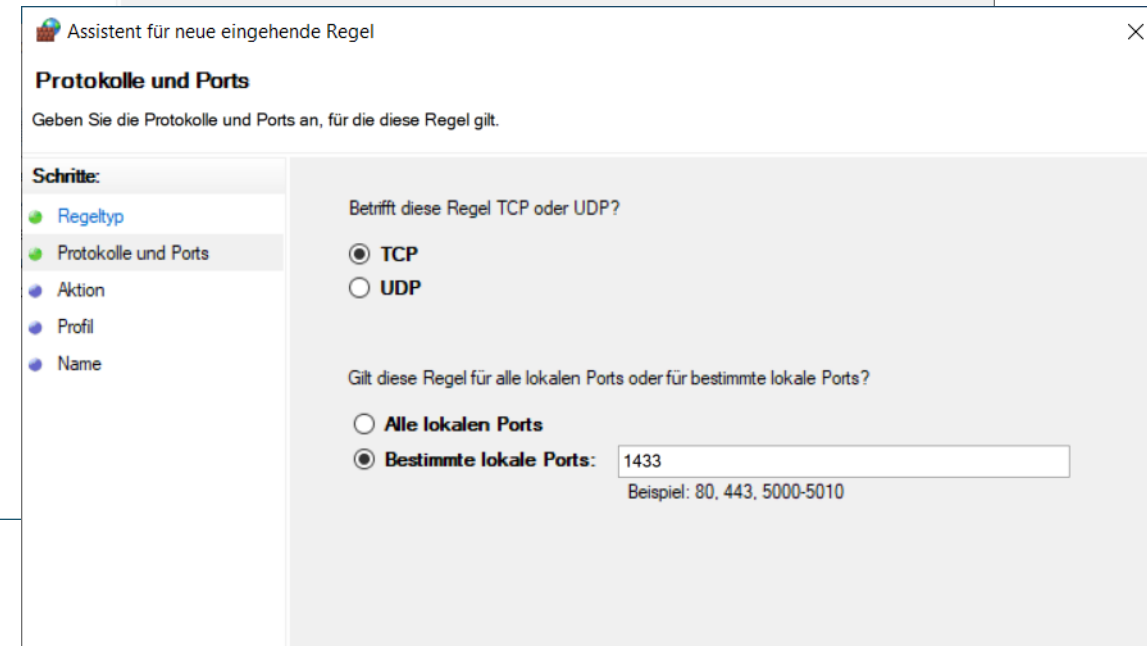 Assistent für neue eingehende Regel
Protokolle und Ports
Geben Sie die Protokolle und Ports an, für die diese Regel gilt.
Schritte:
Regeltyp
Protokolle und Ports
Aktion
Profil
Name
Betrifft diese Regel TCP oder UDP?
TCP
UDP
Gilt diese Regel für alle lokalen Ports oder für bestimmte lokale Ports?
Alle lokalen Ports
Bestimmte lokale Ports: 1433
Beispiel: 80, 443, 5000-5010